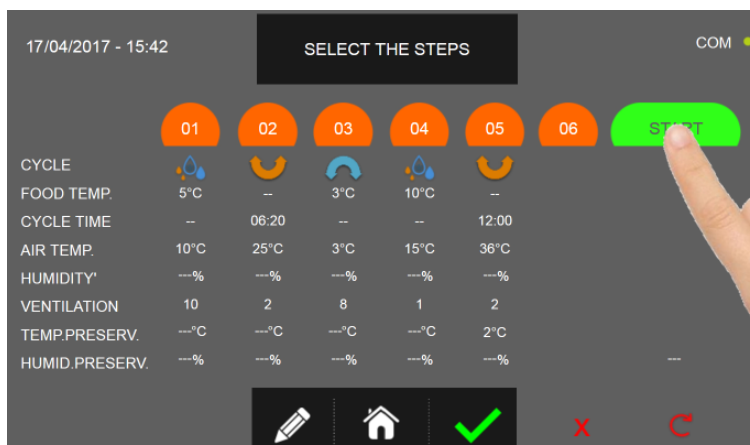 17/04/2017 - 15:42
SELECT THE STEPS
COM
01 02 03 04 05 06 START
CYCLE
FOOD TEMP. 5°C -- 3°C 10°C --
CYCLE TIME -- 06:20 -- -- 12:00
AIR TEMP. 10°C 25°C 3°C 15°C 36°C
HUMIDITY' ---% ---% ---% ---% ---%
VENTILATION 10 2 8 1 2
TEMP.PRESERV. ---°C ---°C ---°C ---°C 2°C
HUMID.PRESERV. ---% ---% ---% ---% ---% ---
X